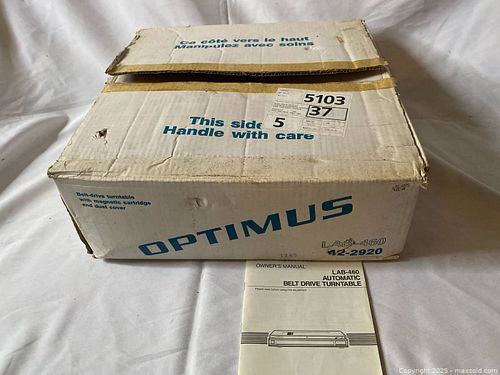 Ca côté vers le haut
Manipulez avec soins
This side
Handle with care
5103
37
5
Belt-drive turntable
with magnetic cartridge
and dust cover
OPTIMUS
LAB-460
42-2920
OWNER'S MANUAL
LAB-460
AUTOMATIC
BELT DRIVE TURNTABLE
Copyright 2025 - maxsold.com